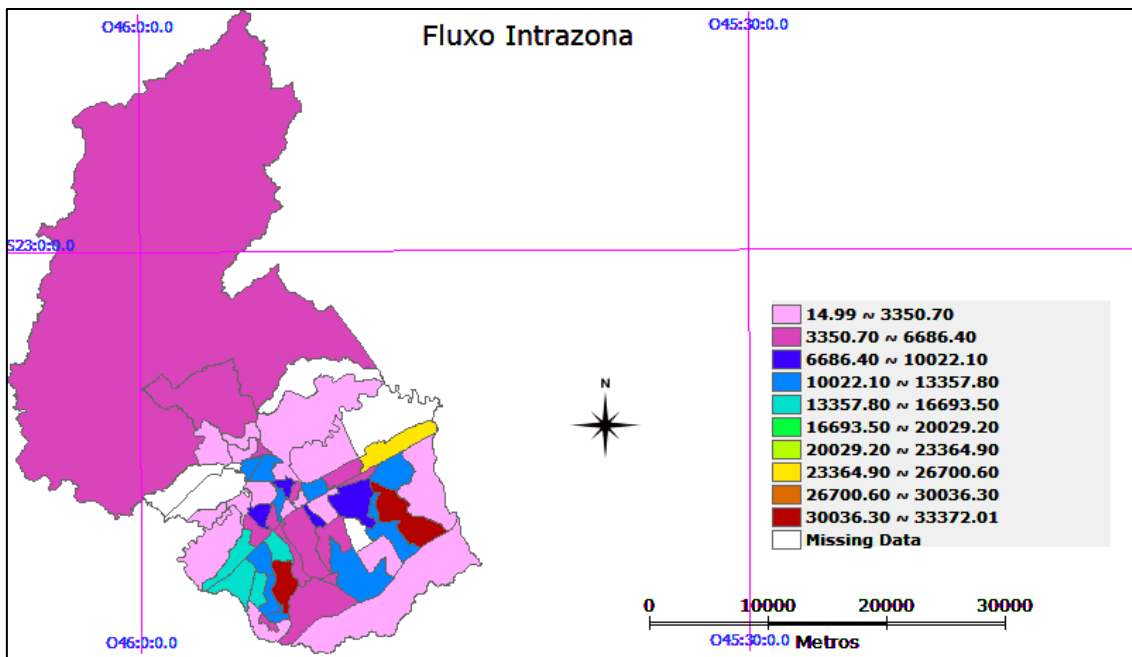 O46:0:0.0
Fluxo Intrazona
O45:30:0.0
S23:0:0.0
N
14.99 ~ 3350.70
3350.70 ~ 6686.40
6686.40 ~ 10022.10
10022.10 ~ 13357.80
13357.80 ~ 16693.50
16693.50 ~ 20029.20
20029.20 ~ 23364.90
23364.90 ~ 26700.60
26700.60 ~ 30036.30
30036.30 ~ 33372.01
Missing Data
0 10000 20000 30000
O46:0:0.0
O45:30:0.0
Metros